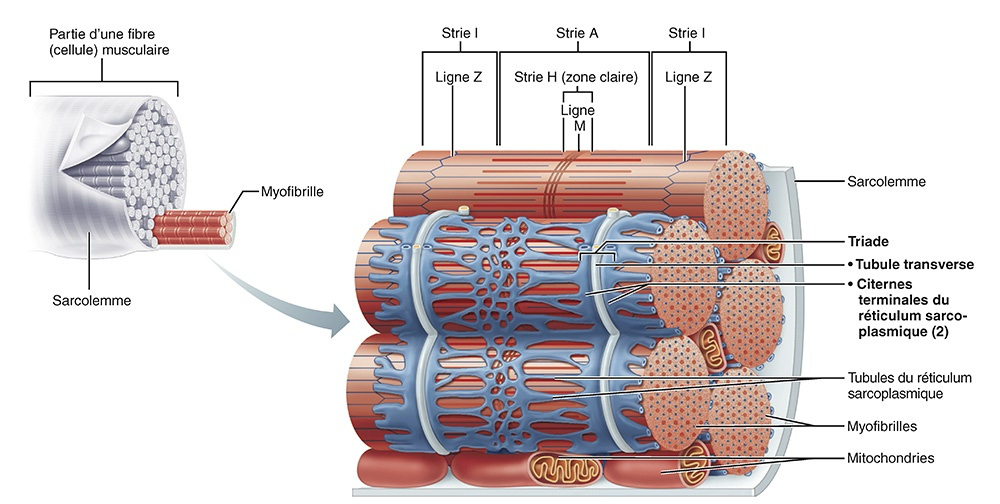 Partie d'une fibre
(cellule) musculaire
Myofibrille
Sarcolemme
Strie I
Strie A
Strie I
Ligne Z
Strie H (zone claire)
Ligne Z
Ligne
M
Sarcolemme
Triade
• Tubule transverse
• Citernes
terminales du
réticulum sarco-
plasmique (2)
Tubules du réticulum
sarcoplasmique
Myofibrilles
Mitochondries